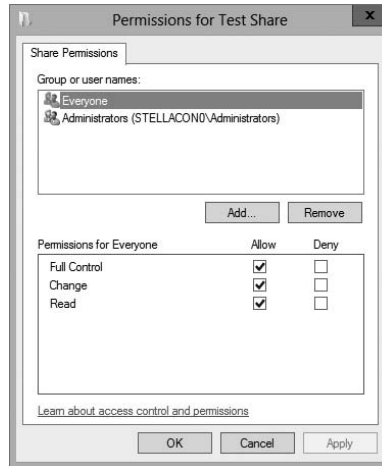 Permissions for Test Share
x
Share Permissions
Group or user names:
Everyone
Administrators (STELLACON0\Administrators)
Add... Remove
Permissions for Everyone Allow Deny
Full Control
Change
Read
Learn about access control and permissions
OK Cancel Apply